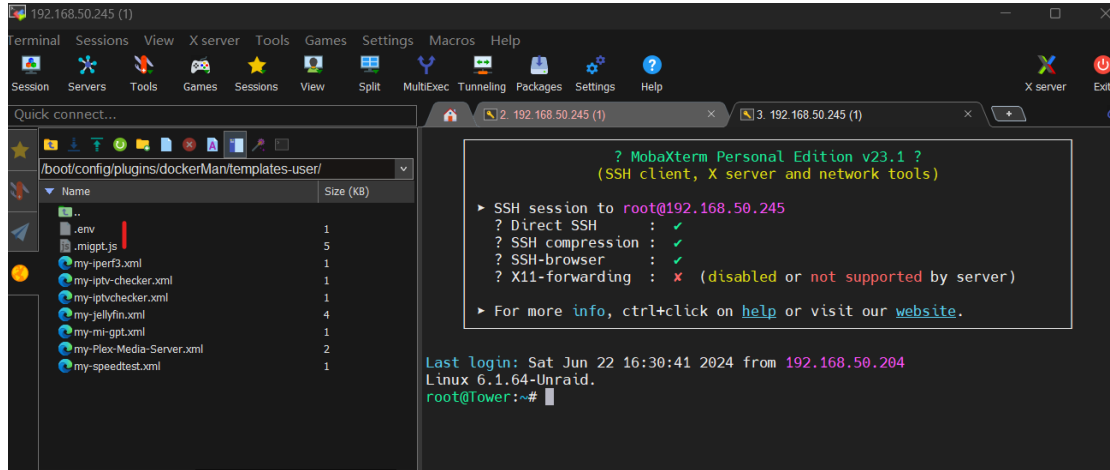 192.168.50.245 (1)
Terminal Sessions View X server Tools Games Settings Macros Help
Session Servers Tools Games Sessions View Split MultiExec Tunneling Packages Settings Help X server Exit
Quick connect...
2. 192.168.50.245 (1)
3. 192.168.50.245 (1)
/boot/config/plugins/dockerMan/templates-user/
Name Size (KB)
..
.env 1
.migpt.js 5
my-iperf3.xml 1
my-iptv-checker.xml 1
my-iptvchecker.xml 1
my-jellyfin.xml 4
my-mi-gpt.xml 1
my-Plex-Media-Server.xml 2
my-speedtest.xml 1
? MobaXterm Personal Edition v23.1 ?
(SSH client, X server and network tools)
► SSH session to root@192.168.50.245
? Direct SSH : ✔
? SSH compression : ✔
? SSH-browser : ✔
? X11-forwarding : ✘ (disabled or not supported by server)
► For more info, ctrl+click on help or visit our website.
Last login: Sat Jun 22 16:30:41 2024 from 192.168.50.204
Linux 6.1.64-Unraid.
root@Tower:~#